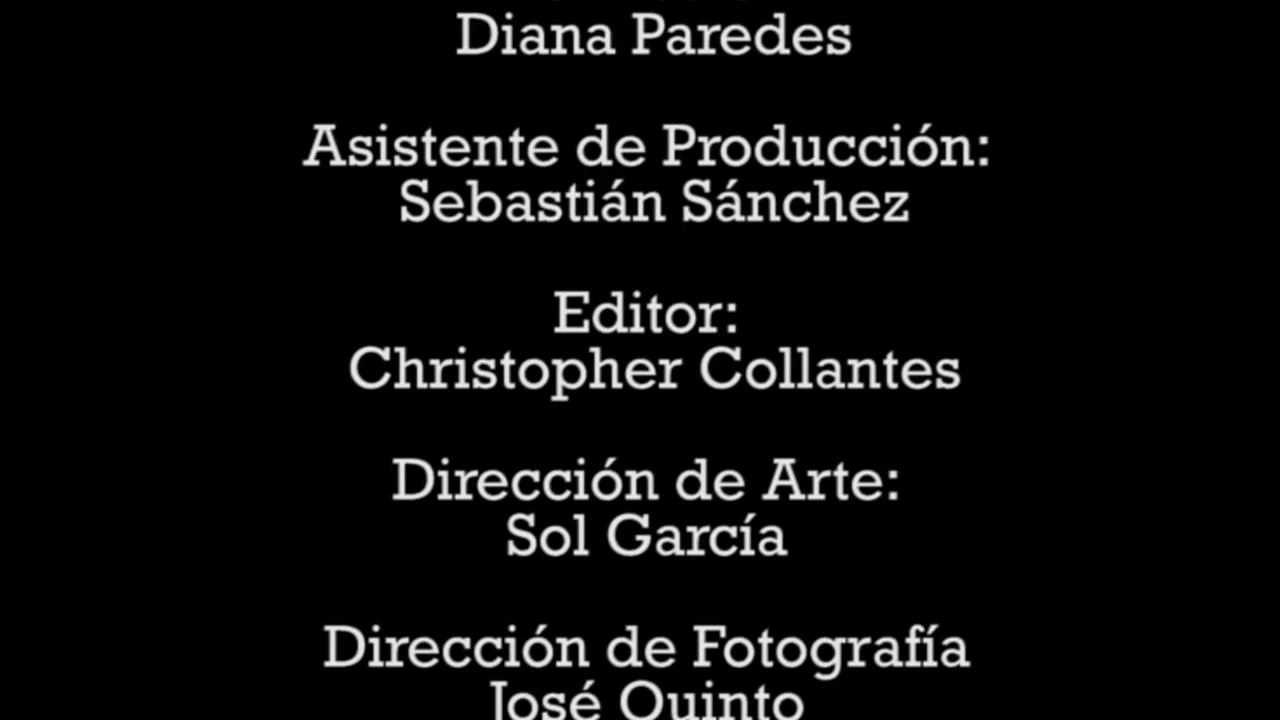 Diana Paredes
Asistente de Producción:
Sebastián Sánchez
Editor:
Christopher Collantes
Dirección de Arte:
Sol García
Dirección de Fotografía
José Quinto